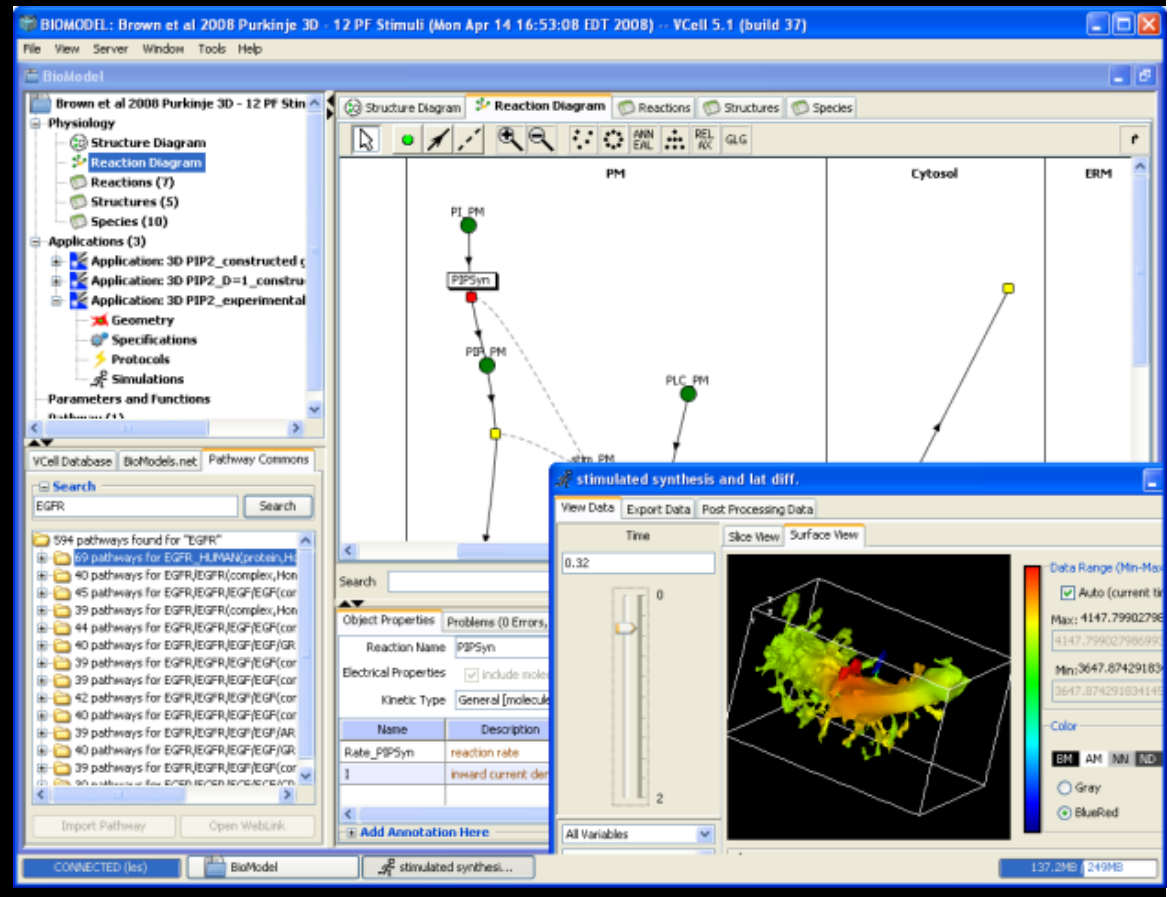 BIOMODEL: Brown et al 2008 Purkinje 3D - 12 PF Stimuli (Mon Apr 14 16:53:08 EDT 2008) -- VCell 5.1 (build 37)
File View Server Window Tools Help
BioModel
Brown et al 2008 Purkinje 3D - 12 PF Stin
Physiology
Structure Diagram
Reaction Diagram
Reactions (7)
Structures (5)
Species (10)
Applications (3)
Application: 3D PIP2_constructed g
Application: 3D PIP2_D=1_constru
Application: 3D PIP2_experimental
Geometry
Specifications
Protocols
Simulations
Parameters and Functions
Pathway (1)
VCell Database BioModels.net Pathway Commons
Search
EGFR Search
594 pathways found for "EGFR"
69 pathways for EGFR_HUMAN(protein,Ho
40 pathways for EGFR/EGFR(complex,Hon
45 pathways for EGFR/EGFR/EGF/EGF(cor
39 pathways for EGFR/EGFR(complex,Hon
44 pathways for EGFR/EGFR/EGF/EGF(cor
40 pathways for EGFR/EGFR/EGF/EGF/GR
39 pathways for EGFR/EGFR/EGF/EGF(cor
39 pathways for EGFR/EGFR/EGF/EGF(cor
42 pathways for EGFR/EGFR/EGF/EGF(cor
40 pathways for EGFR/EGFR/EGF/EGF(cor
39 pathways for EGFR/EGFR/EGF/EGF/AR
40 pathways for EGFR/EGFR/EGF/EGF/GR
39 pathways for EGFR/EGFR/EGF/EGF(cor
Import Pathway Open WebLink
Structure Diagram Reaction Diagram Reactions Structures Species
ANN EAL REL AX GLG
PM Cytosol ERM
PI_PM
PIPSyn
PIP_PM
PLC_PM
stim_PM
Search
Object Properties Problems (0 Errors,
Reaction Name PIPSyn
Electrical Properties include mole
Kinetic Type General [molecule
Name Description
Rate_PIPSyn reaction rate
I inward current der
Add Annotation Here
stimulated synthesis and lat diff.
View Data Export Data Post Processing Data
Time
0.32
0
2
All Variables
Slice View Surface View
Data Range (Min-Max
Auto (current tir
Max: 4147.79902798
4147.79902798699
Min: 3647.87429183
3647.87429183414
Color
BM AM NN ND
Gray
BlueRed
CONNECTED (les) BioModel stimulated synthesi... 137.2MB / 249MB